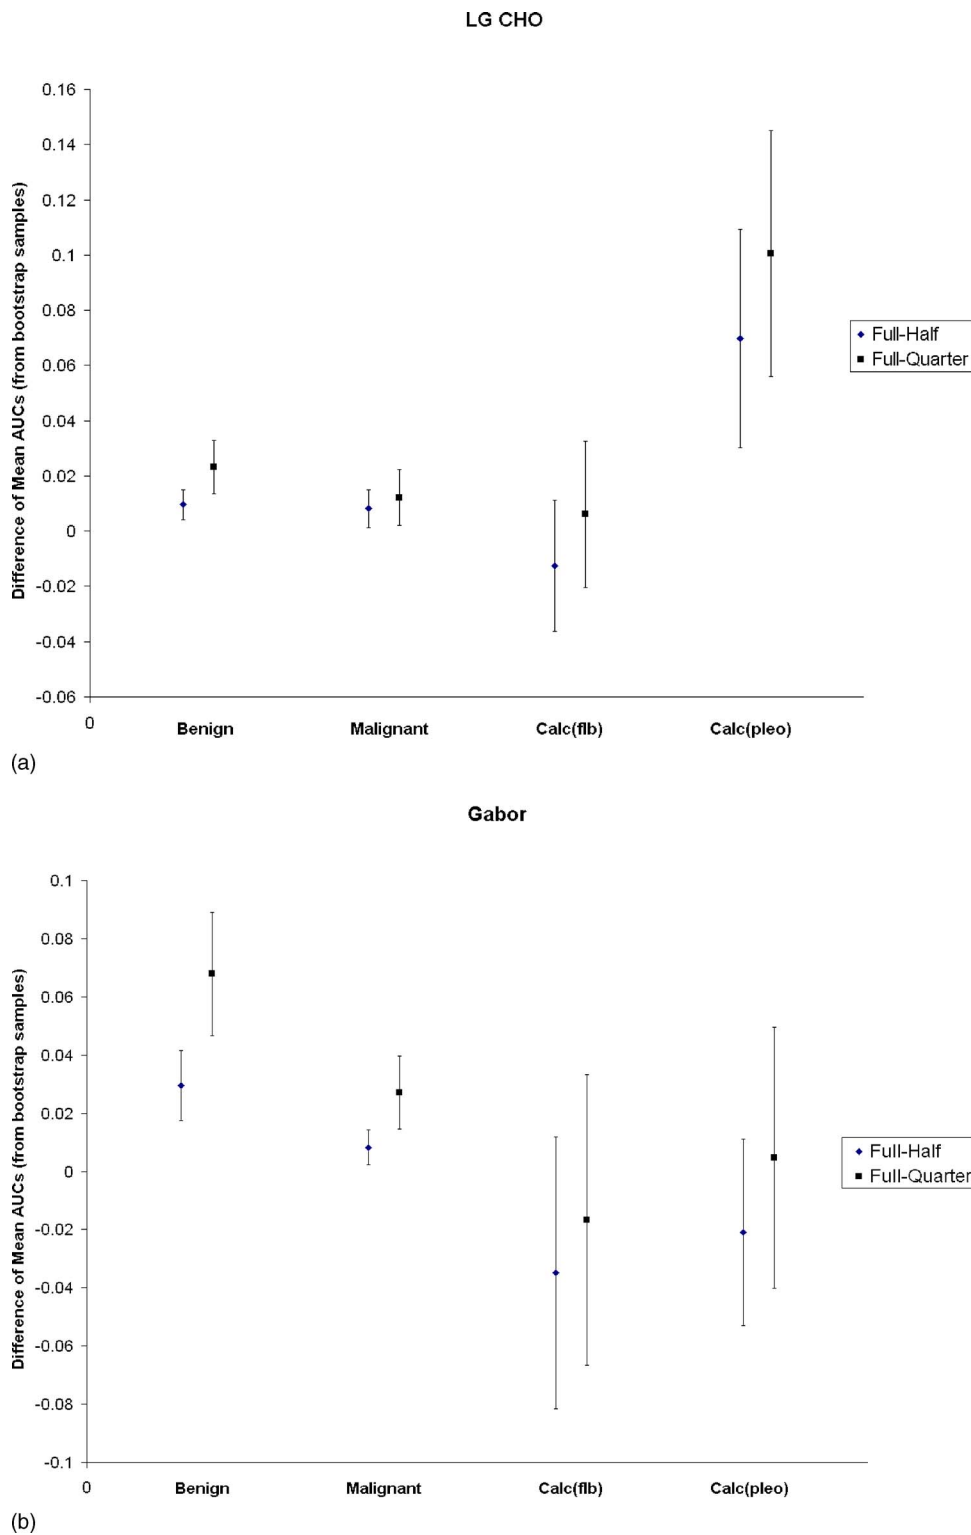 LG CHO
Difference of Mean AUCs (from bootstrap samples)
0.16
0.14
0.12
0.1
0.08
0.06
0.04
0.02
0
-0.02
-0.04
-0.06
0
Benign
Malignant
Calc(flb)
Calc(pleo)
Full-Half
Full-Quarter
(a)
Gabor
Difference of Mean AUCs (from bootstrap samples)
0.1
0.08
0.06
0.04
0.02
0
-0.02
-0.04
-0.06
-0.08
-0.1
0
Benign
Malignant
Calc(flb)
Calc(pleo)
Full-Half
Full-Quarter
(b)